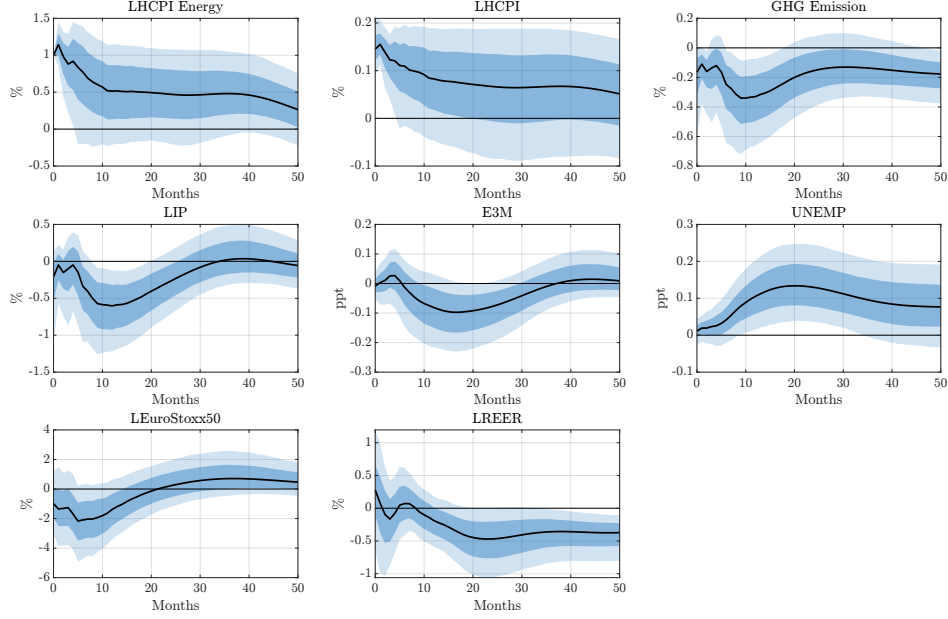 LHCPI Energy
1.5
1
0.5
0
-0.5
%
0 10 20 30 40 50
Months
LHCPI
0.2
0.1
0
-0.1
%
0 10 20 30 40 50
Months
GHG Emission
0.2
0
-0.2
-0.4
-0.6
-0.8
%
0 10 20 30 40 50
Months
LIP
0.5
0
-0.5
-1
-1.5
%
0 10 20 30 40 50
Months
E3M
0.2
0.1
0
-0.1
-0.2
-0.3
ppt
0 10 20 30 40 50
Months
UNEMP
0.3
0.2
0.1
0
-0.1
ppt
0 10 20 30 40 50
Months
LEuroStoxx50
4
2
0
-2
-4
-6
%
0 10 20 30 40 50
Months
LREER
1
0.5
0
-0.5
-1
%
0 10 20 30 40 50
Months